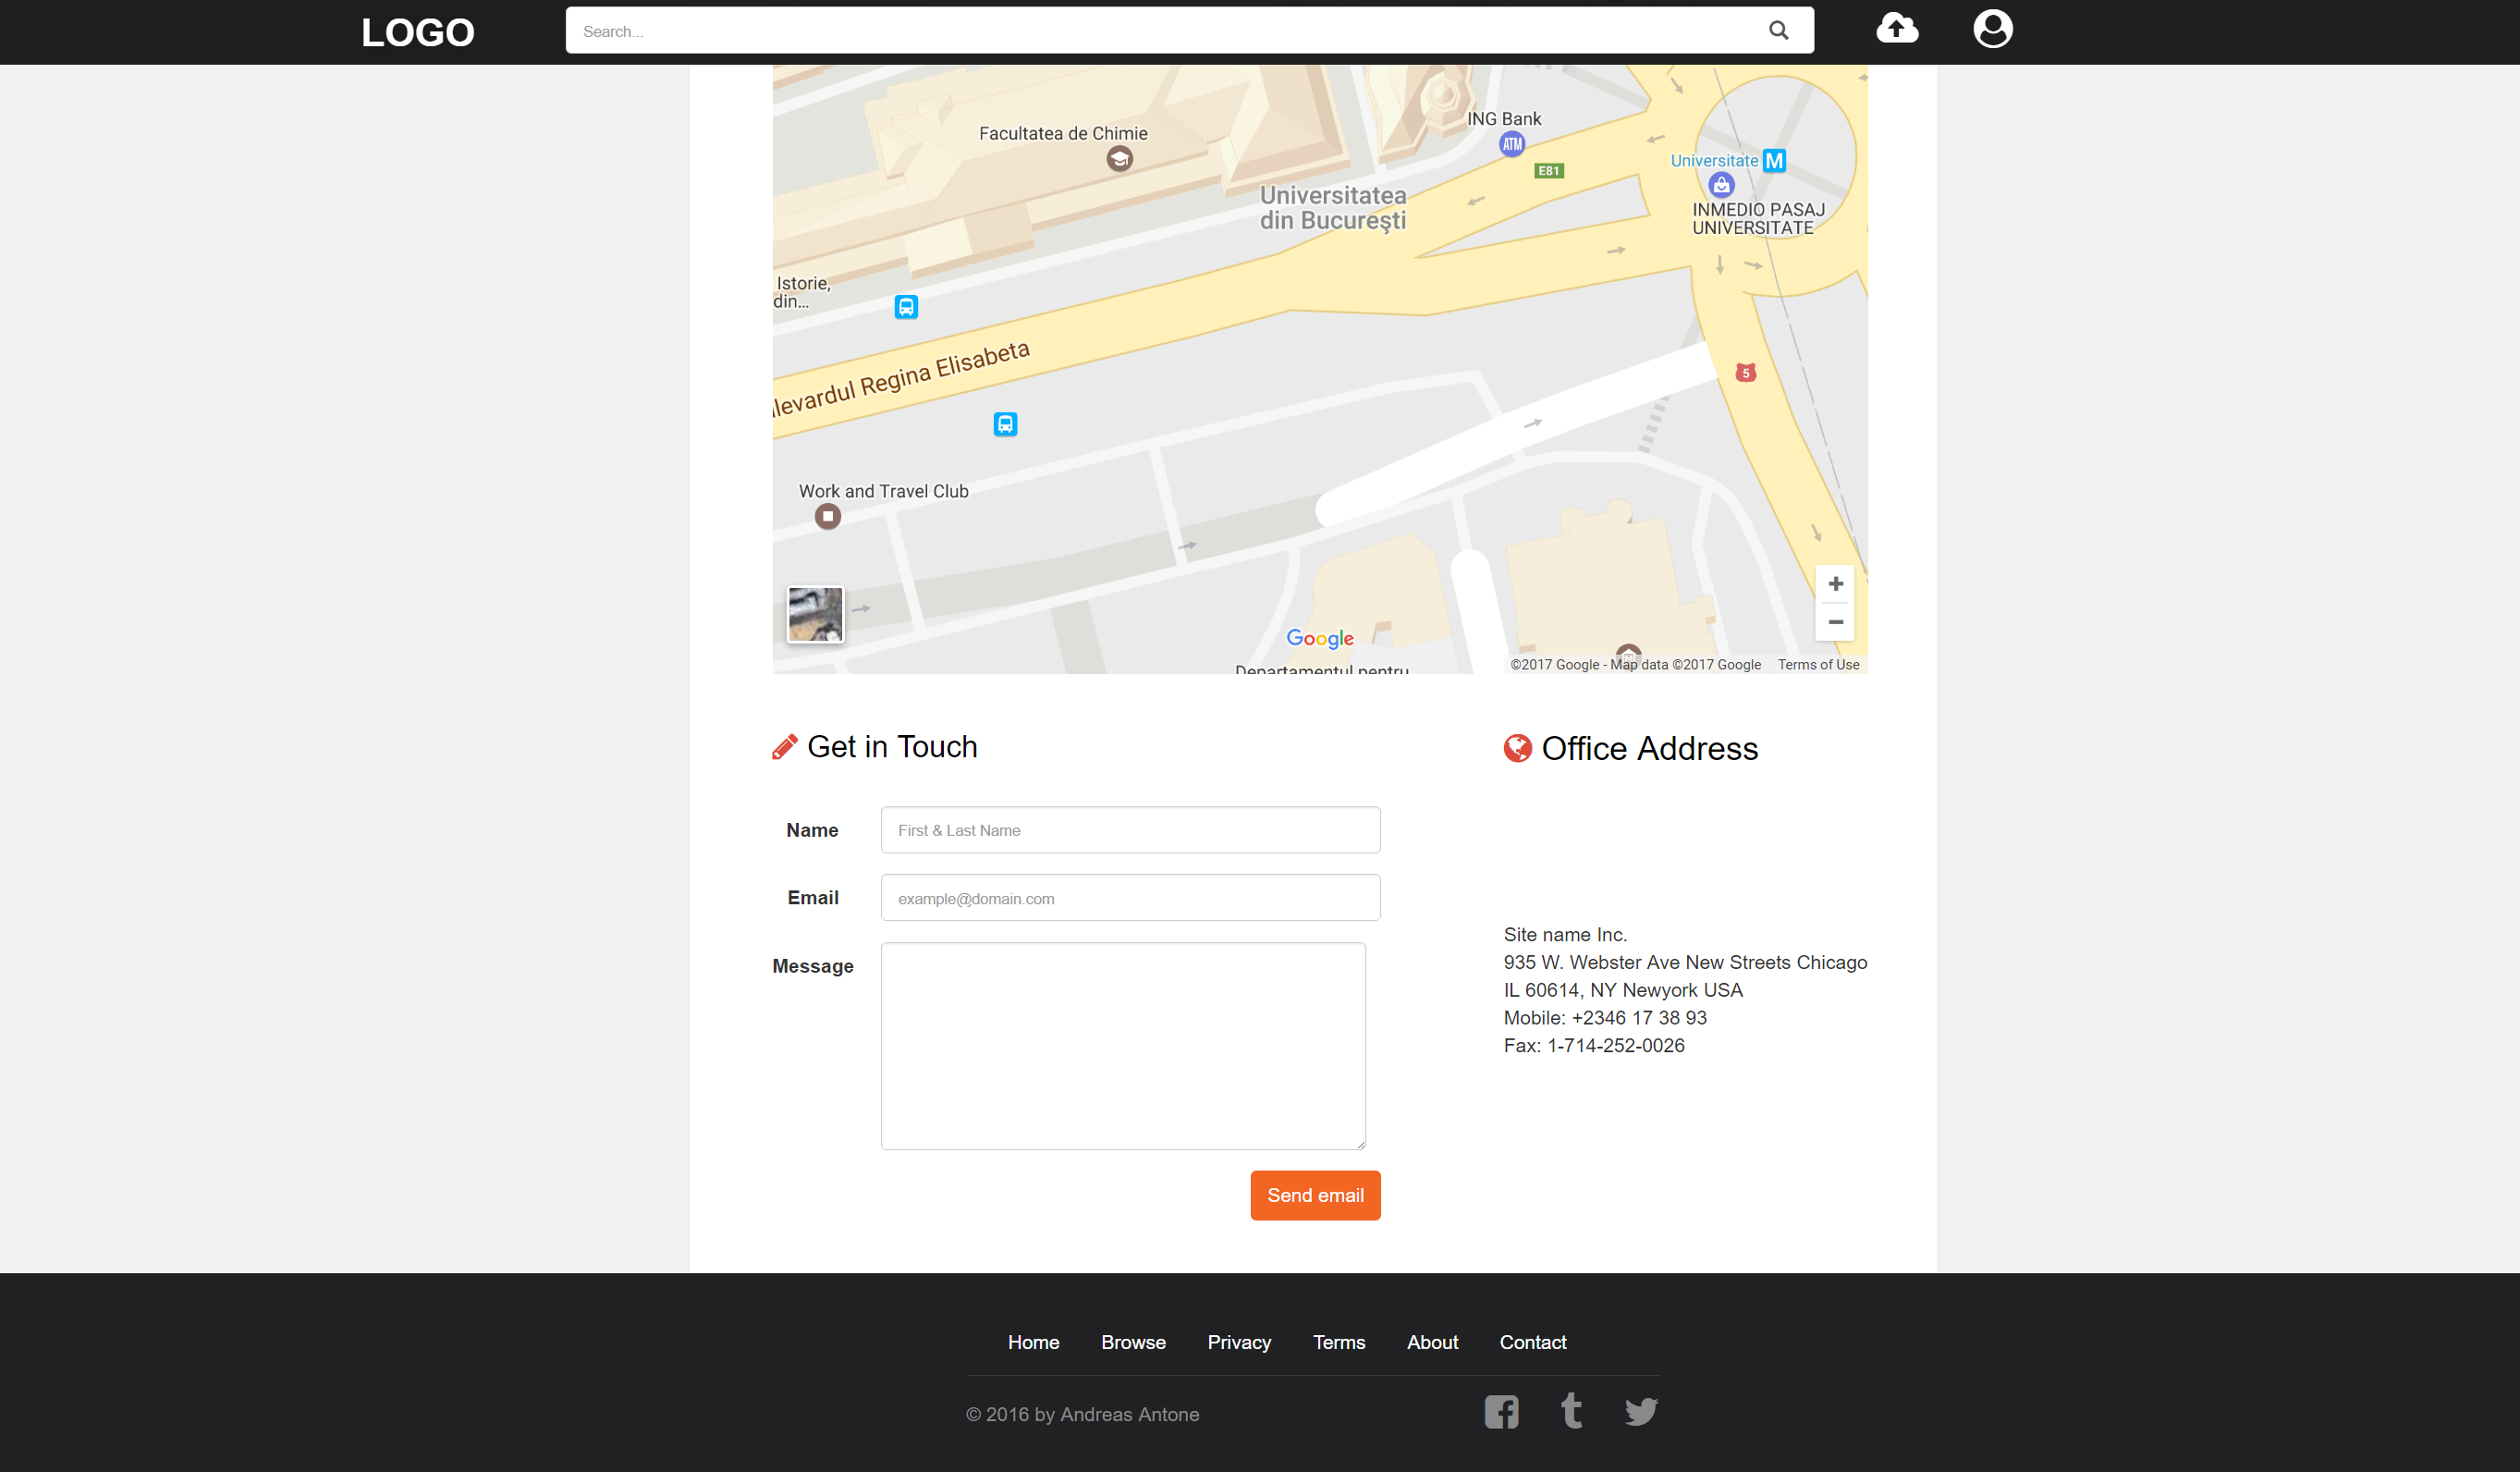 LOGO
Search...
Facultatea de Chimie
ING Bank
ATM
E81
Universitate M
Universitatea
din București
INMEDIO PASAJ
UNIVERSITATE
Istorie,
din...
levardul Regina Elisabeta
5
Work and Travel Club
Google
Departamentul pentru
©2017 Google - Map data ©2017 Google
Terms of Use
Get in Touch
Office Address
Name
First & Last Name
Email
example@domain.com
Message
Site name Inc.
935 W. Webster Ave New Streets Chicago
IL 60614, NY Newyork USA
Mobile: +2346 17 38 93
Fax: 1-714-252-0026
Send email
Home Browse Privacy Terms About Contact
© 2016 by Andreas Antone